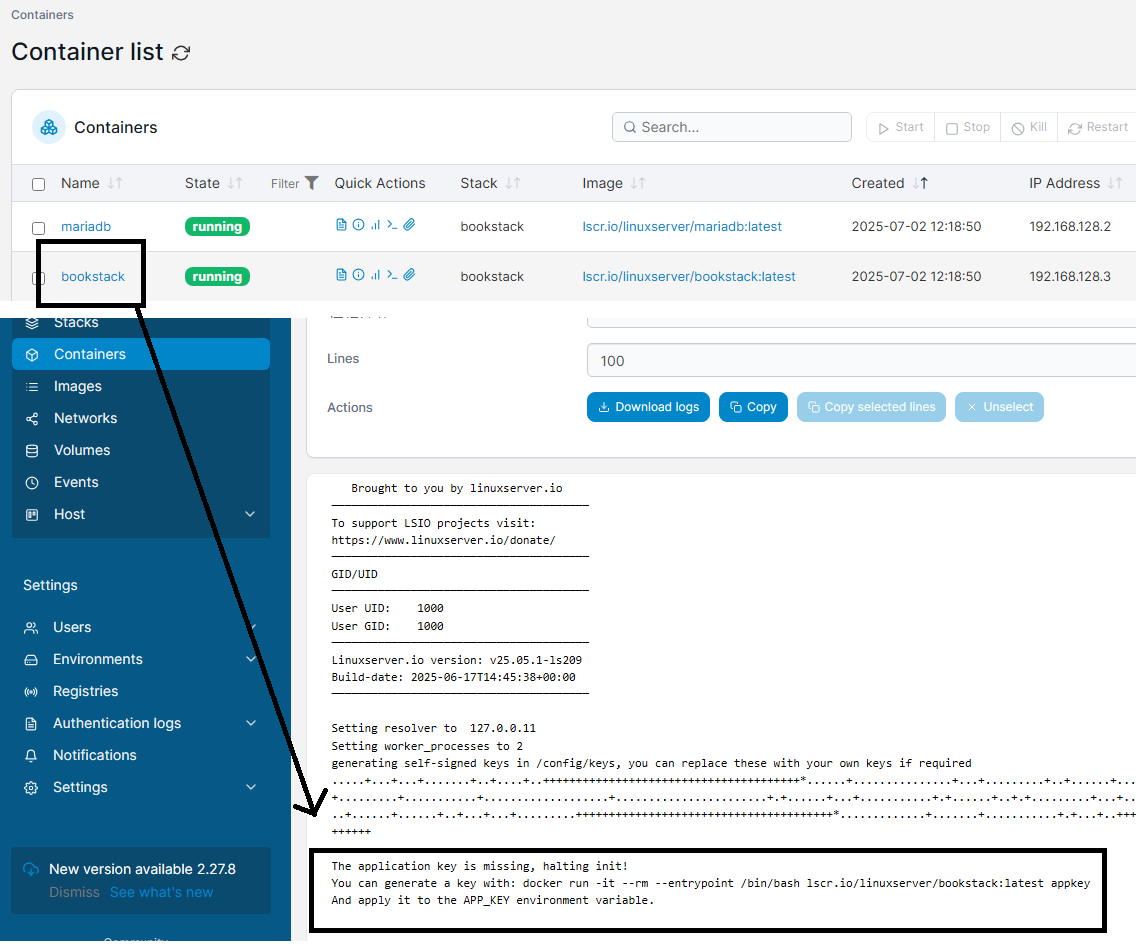 Containers
Container list
Containers
Search...
Start Stop Kill Restart
Name State Filter Quick Actions Stack Image Created IP Address
mariadb running bookstack lscr.io/linuxserver/mariadb:latest 2025-07-02 12:18:50 192.168.128.2
bookstack running bookstack lscr.io/linuxserver/bookstack:latest 2025-07-02 12:18:50 192.168.128.3
Stacks
Containers
Images
Networks
Volumes
Events
Host
Settings
Users
Environments
Registries
Authentication logs
Notifications
Settings
New version available 2.27.8
Dismiss See what's new
Community
Lines 100
Actions Download logs Copy Copy selected lines Unselect
Brought to you by linuxserver.io
───────────────────────────────────────
To support LSIO projects visit:
https://www.linuxserver.io/donate/
───────────────────────────────────────
GID/UID
───────────────────────────────────────
User UID:    1000
User GID:    1000
───────────────────────────────────────
Linuxserver.io version: v25.05.1-ls209
Build-date: 2025-06-17T14:45:38+00:00
───────────────────────────────────────
Setting resolver to  127.0.0.11
Setting worker_processes to 2
generating self-signed keys in /config/keys, you can replace these with your own keys if required
++++++
The application key is missing, halting init!
You can generate a key with: docker run -it --rm --entrypoint /bin/bash lscr.io/linuxserver/bookstack:latest appkey
And apply it to the APP_KEY environment variable.